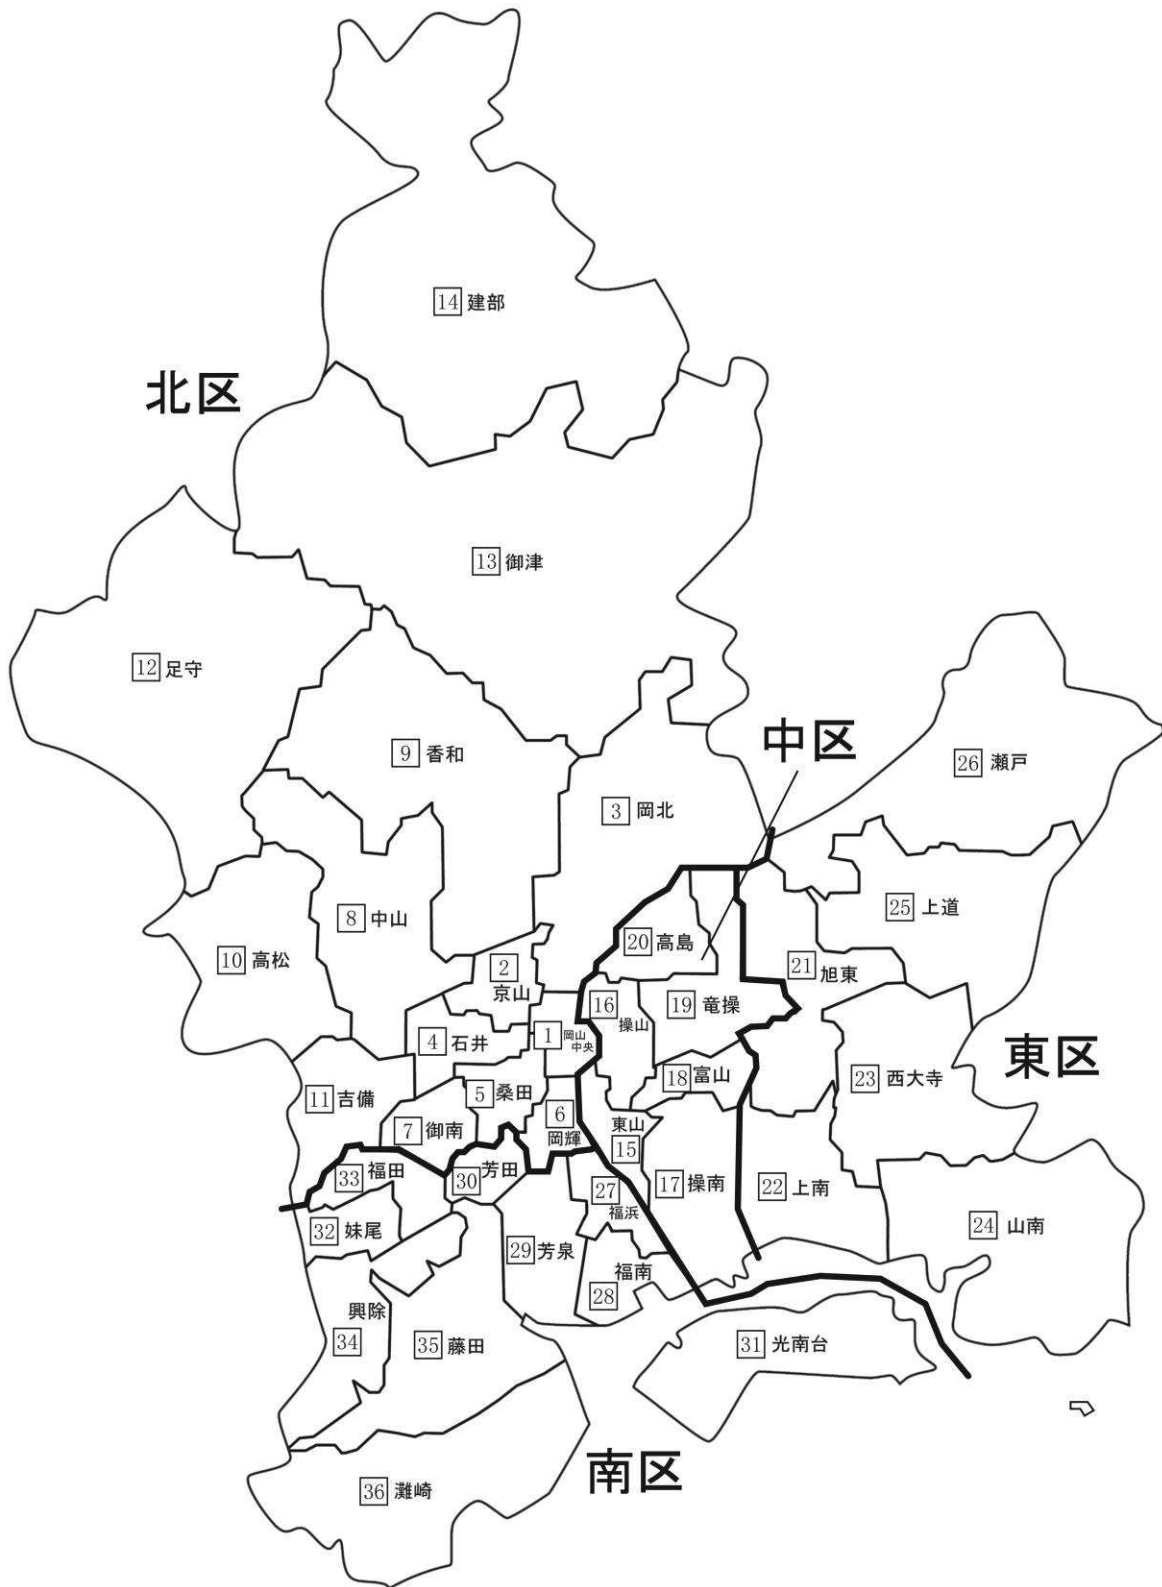 14 建部
北区
13 御津
12 足守
9 香和
中区
26 瀬戸
3 岡北
25 上道
8 中山
20 高島
10 高松
2
京山
21 旭東
16
操山
19 竜操
4 石井
1 岡山
中央
東区
18 富山
23 西大寺
5 桑田
11 吉備
6
岡輝
7 御南
東山
15
33 福田
30 芳田
17 操南
22 上南
27
福浜
24 山南
32 妹尾
29 芳泉
福南
28
興除
34
35 藤田
31 光南台
南区
36 灘崎